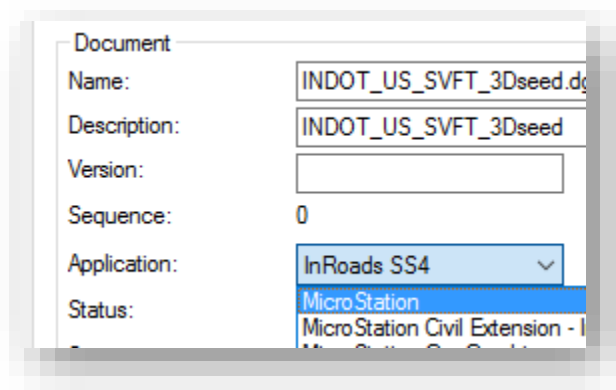 Document
Name: INDOT_US_SVFT_3Dseed.dg
Description: INDOT_US_SVFT_3Dseed
Version:
Sequence: 0
Application: InRoads SS4
Status: MicroStation
MicroStation Civil Extension - I